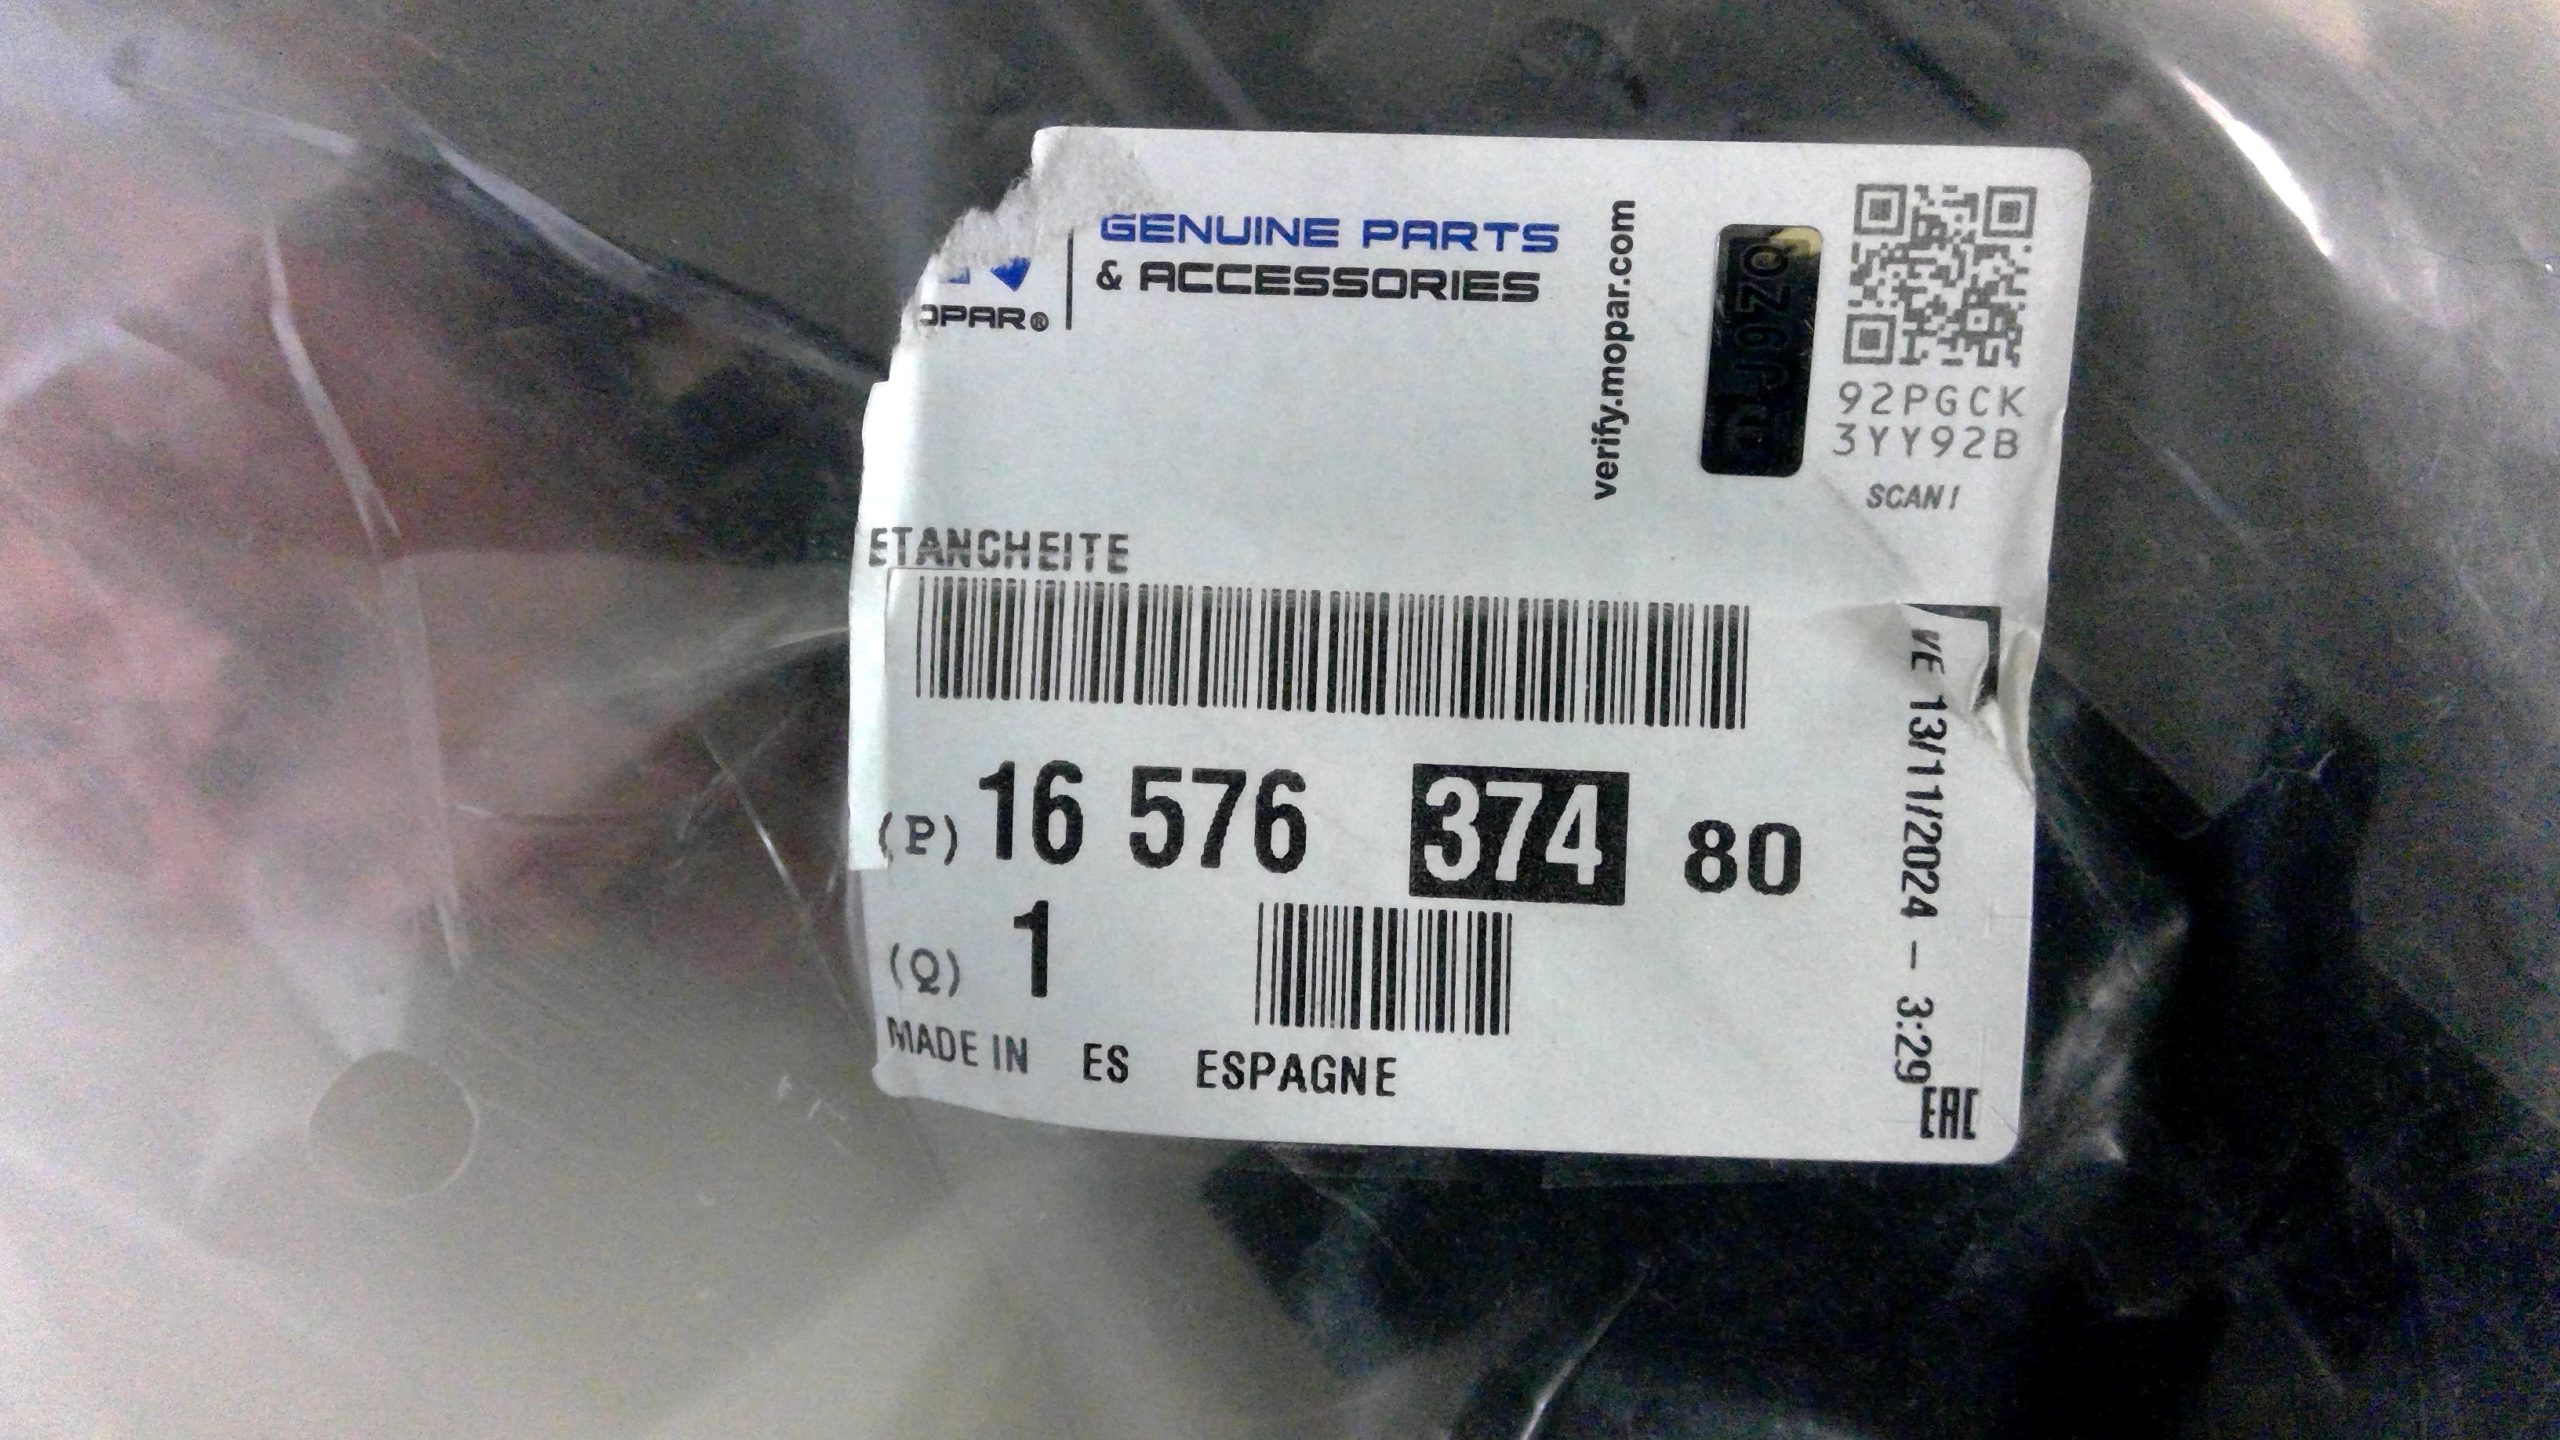 GENUINE PARTS
& ACCESSORIES
OPAR®
verify.mopar.com
92PGCK
3YY92B
SCAN!
ETANCHEITE
(P) 16 576 374 80
(Q) 1
MADE IN ES ESPAGNE
VE 13/11/2024 - 3:29
EAC